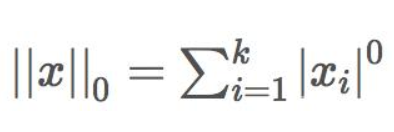 ||x||₀ = ∑ᵏᵢ₌₁ |xᵢ|⁰